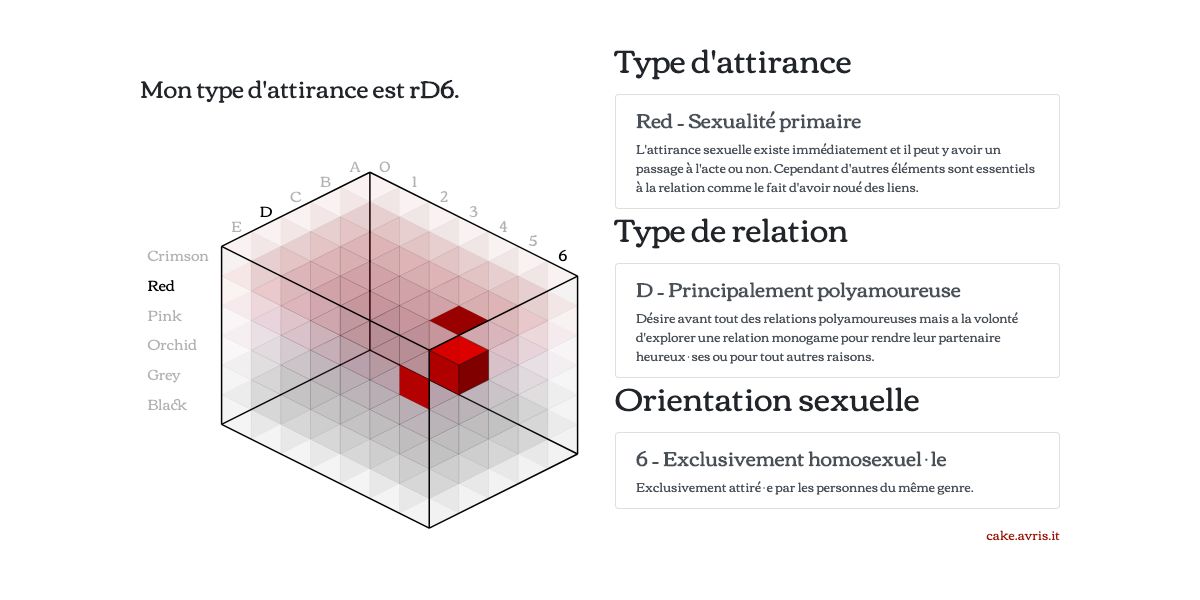 Mon type d'attirance est rD6.
A O
B 1
C 2
D 3
E 4
5
6
Crimson
Red
Pink
Orchid
Grey
Black
Type d'attirance
Red - Sexualité primaire
L'attirance sexuelle existe immédiatement et il peut y avoir un
passage à l'acte ou non. Cependant d'autres éléments sont essentiels
à la relation comme le fait d'avoir noué des liens.
Type de relation
D - Principalement polyamoureuse
Désire avant tout des relations polyamoureuses mais a la volonté
d'explorer une relation monogame pour rendre leur partenaire
heureux·ses ou pour tout autres raisons.
Orientation sexuelle
6 - Exclusivement homosexuel·le
Exclusivement attiré·e par les personnes du même genre.
cake.avris.it